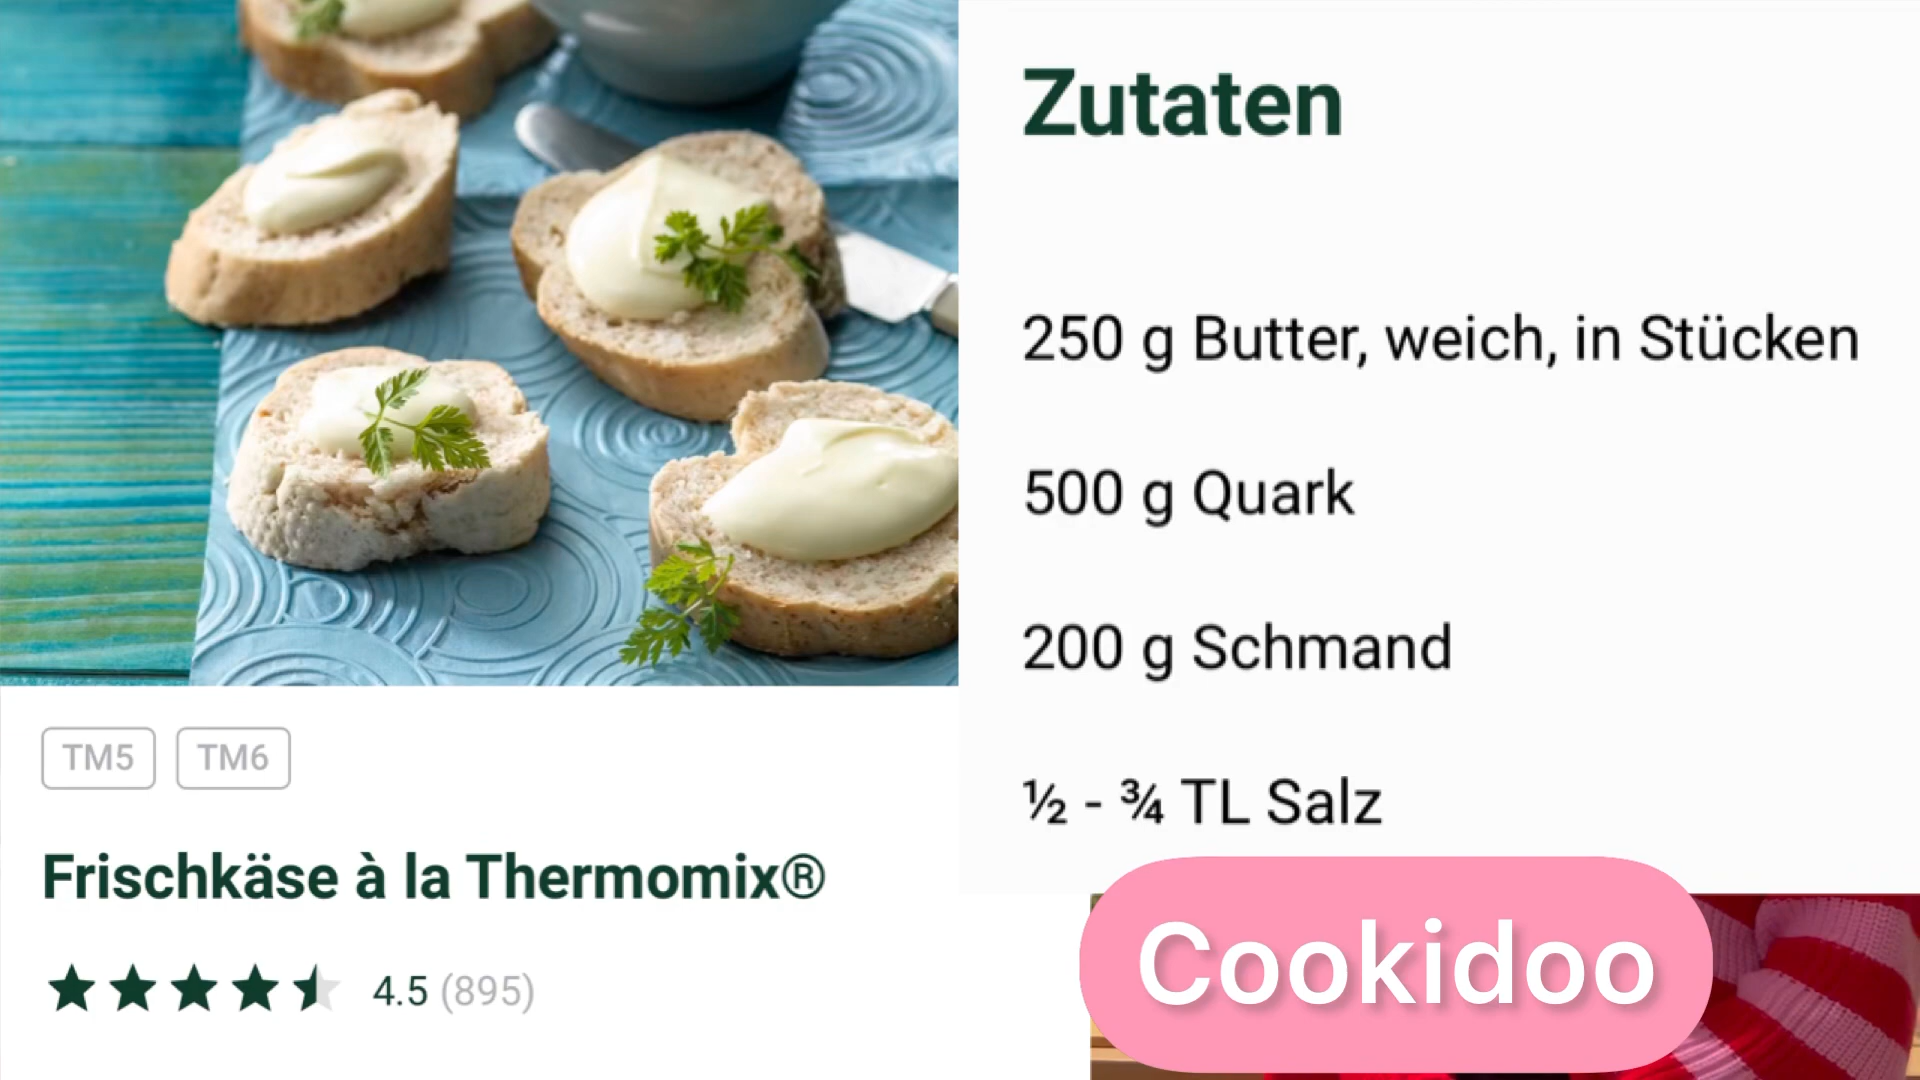 Zutaten
250 g Butter, weich, in Stücken
500 g Quark
200 g Schmand
½ - ¾ TL Salz
TM5 TM6
Frischkäse à la Thermomix®
4.5 (895)
Cookidoo